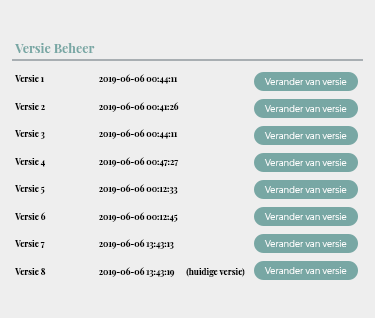 Versie Beheer
Versie 1 2019-06-06 00:44:11 Verander van versie
Versie 2 2019-06-06 00:41:26 Verander van versie
Versie 3 2019-06-06 00:44:11 Verander van versie
Versie 4 2019-06-06 00:47:27 Verander van versie
Versie 5 2019-06-06 00:12:33 Verander van versie
Versie 6 2019-06-06 00:12:45 Verander van versie
Versie 7 2019-06-06 13:43:13 Verander van versie
Versie 8 2019-06-06 13:43:19 (huidige versie) Verander van versie